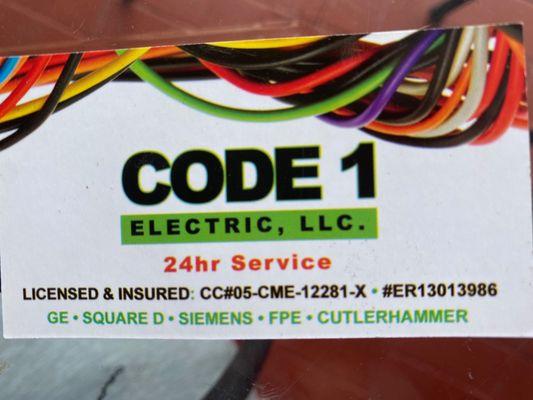 CODE 1
ELECTRIC, LLC.
24hr Service
LICENSED & INSURED: CC#05-CME-12281-X • #ER13013986
GE • SQUARE D • SIEMENS • FPE • CUTLERHAMMER